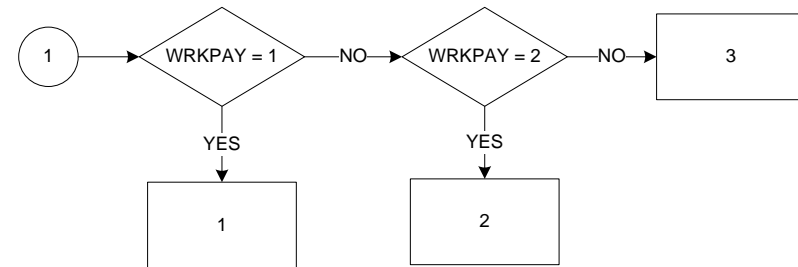 1
WRKPAY = 1
NO
WRKPAY = 2
NO
3
YES
YES
1
2